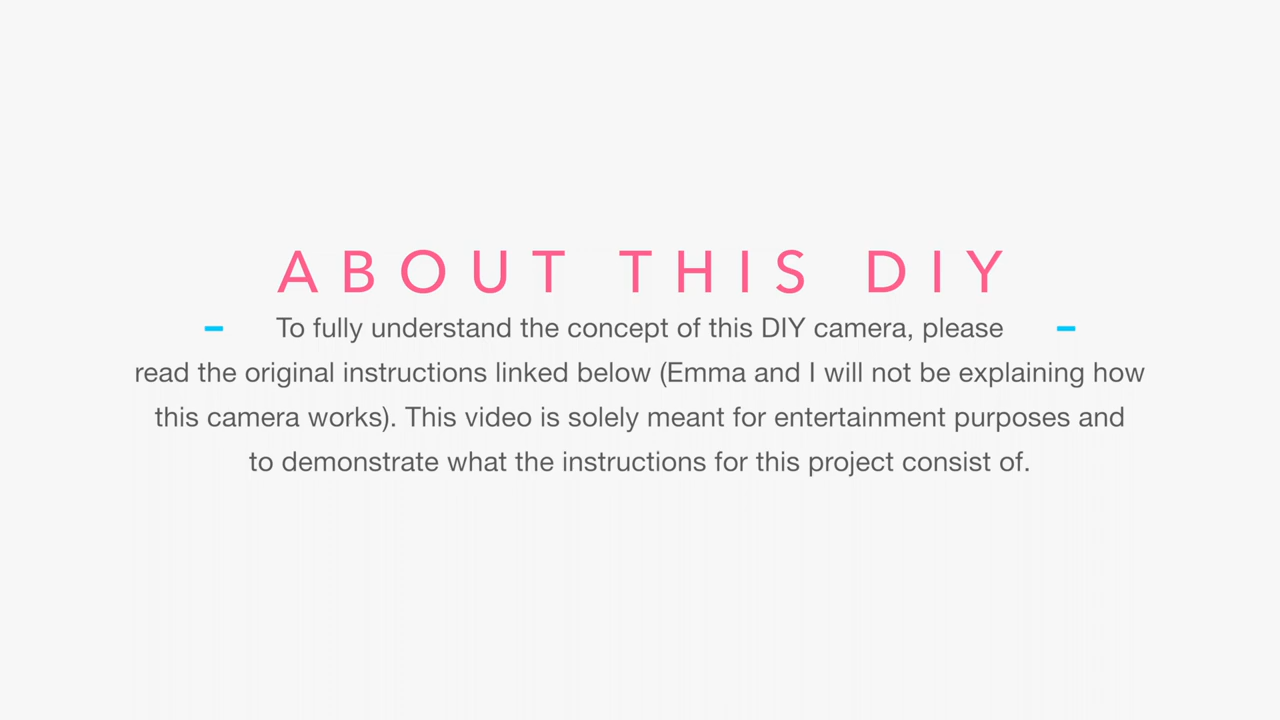 ABOUT THIS DIY
To fully understand the concept of this DIY camera, please
read the original instructions linked below (Emma and I will not be explaining how
this camera works). This video is solely meant for entertainment purposes and
to demonstrate what the instructions for this project consist of.